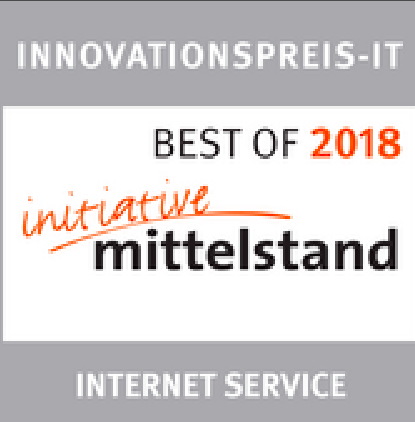 INNOVATIONSPREIS-IT
BEST OF 2018
initiative
mittelstand
INTERNET SERVICE